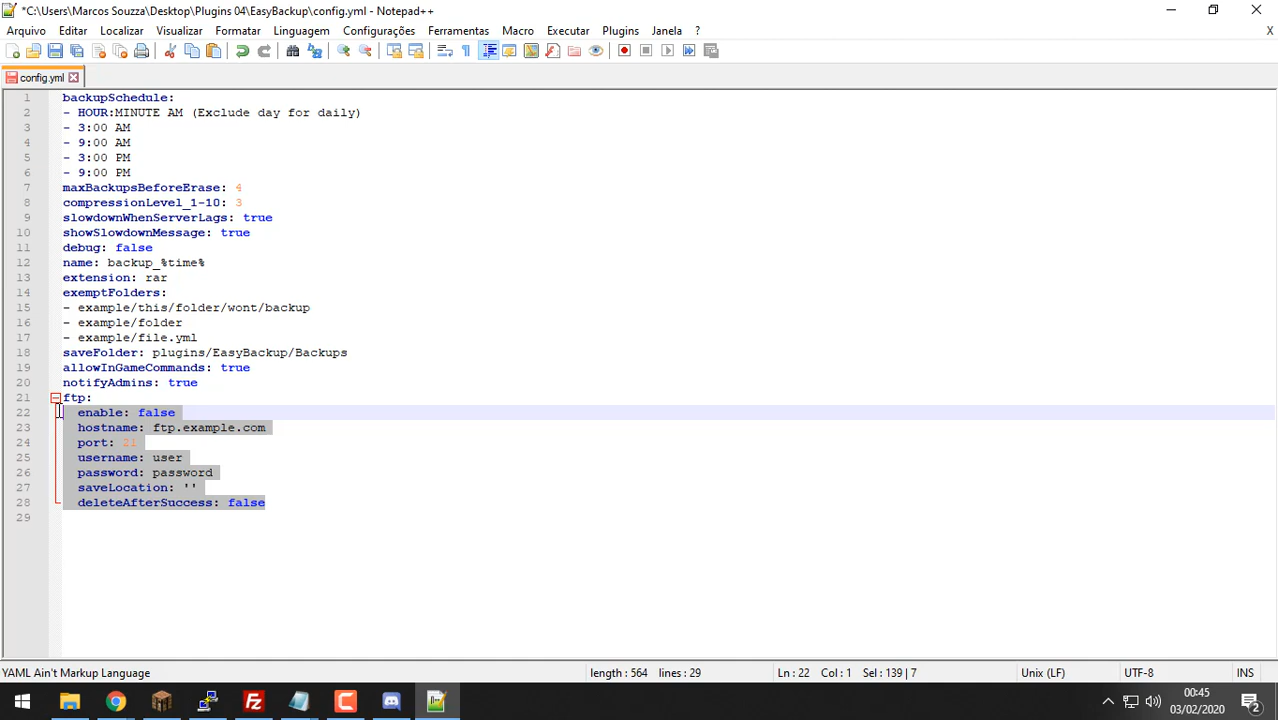 *C:\Users\Marcos Souzza\Desktop\Plugins 04\EasyBackup\config.yml - Notepad++
Arquivo Editar Localizar Visualizar Formatar Linguagem Configurações Ferramentas Macro Executar Plugins Janela ? X
config.yml
1 backupSchedule:
2 - HOUR:MINUTE AM (Exclude day for daily)
3 - 3:00 AM
4 - 9:00 AM
5 - 3:00 PM
6 - 9:00 PM
7 maxBackupsBeforeErase: 4
8 compressionLevel_1-10: 3
9 slowdownWhenServerLags: true
10 showSlowdownMessage: true
11 debug: false
12 name: backup_%time%
13 extension: rar
14 exemptFolders:
15 - example/this/folder/wont/backup
16 - example/folder
17 - example/file.yml
18 saveFolder: plugins/EasyBackup/Backups
19 allowInGameCommands: true
20 notifyAdmins: true
21 ftp:
22 enable: false
23 hostname: ftp.example.com
24 port: 21
25 username: user
26 password: password
27 saveLocation: ''
28 deleteAfterSuccess: false
29
YAML Ain't Markup Language length : 564 lines : 29 Ln : 22 Col : 1 Sel : 139 | 7 Unix (LF) UTF-8 INS
00:45
03/02/2020
2